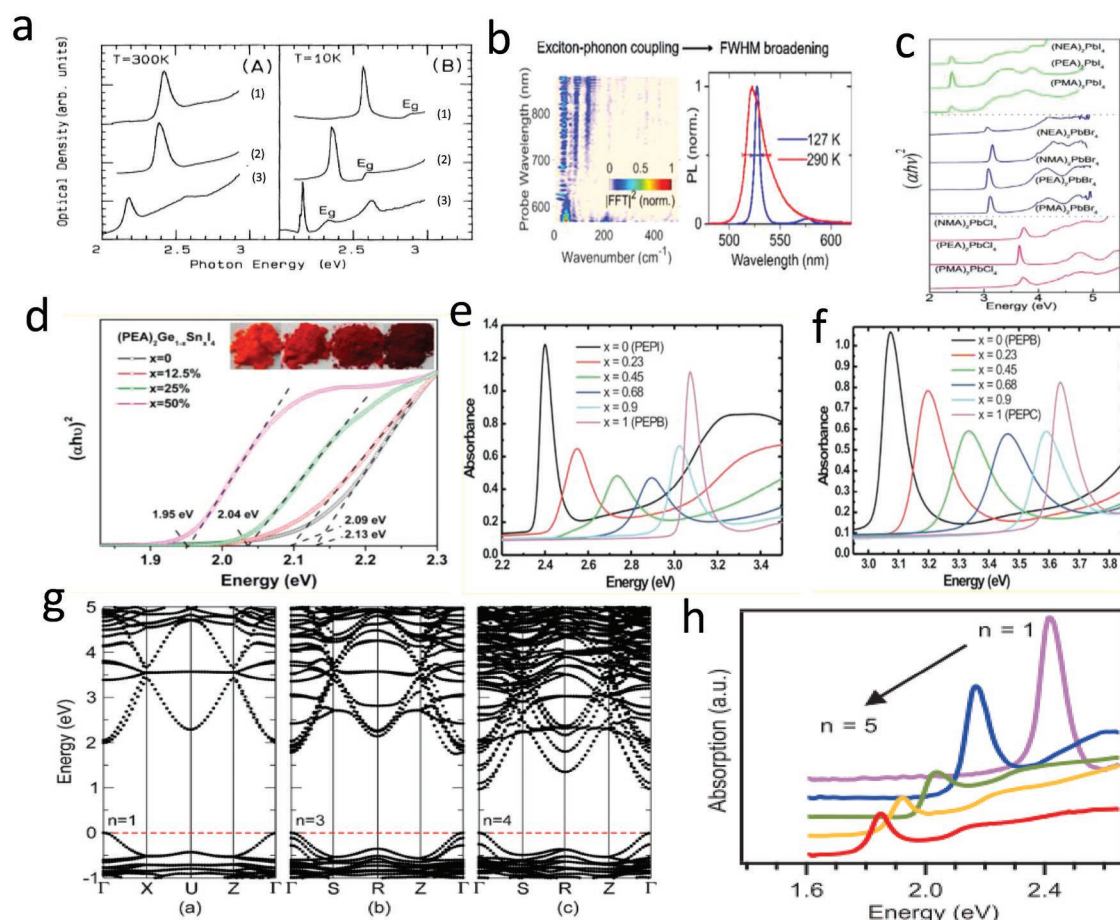 a
T=300K
(A)
T=10K
(B)
(1)
(2)
(3)
Eg
(1)
Eg
(2)
Eg
(3)
Optical Density (arb. units)
2
2.5
3
2.5
3
Photon Energy (eV)
b
Exciton-phonon coupling → FWHM broadening
Probe Wavelength (nm)
800
700
600
0 0.5 1
|FFT|² (norm.)
0 200 400
Wavenumber (cm⁻¹)
PL (norm.)
1
0.5
0
127 K
290 K
500 550 600
Wavelength (nm)
c
(αhν)²
(NEA)₂PbI₄
(PEA)₂PbI₄
(PMA)₂PbI₄
(NEA)₂PbBr₄
(NMA)₂PbBr₄
(PEA)₂PbBr₄
(PMA)₂PbBr₄
(NMA)₂PbCl₄
(PEA)₂PbCl₄
(PMA)₂PbCl₄
2 3 4 5
Energy (eV)
d
(PEA)₂Ge₁₋ₓSnₓI₄
x=0
x=12.5%
x=25%
x=50%
(αhυ)²
1.95 eV
2.04 eV
2.09 eV
2.13 eV
1.9 2.0 2.1 2.2 2.3
Energy (eV)
e
Absorbance
1.4
1.2
1.0
0.8
0.6
0.4
0.2
0.0
x = 0 (PEPI)
x = 0.23
x = 0.45
x = 0.68
x = 0.9
x = 1 (PEPB)
2.2 2.4 2.6 2.8 3.0 3.2 3.4
Energy (eV)
f
Absorbance
1.0
0.9
0.8
0.7
0.6
0.5
0.4
0.3
0.2
0.1
0.0
x = 0 (PEPB)
x = 0.23
x = 0.45
x = 0.68
x = 0.9
x = 1 (PEPC)
3.0 3.1 3.2 3.3 3.4 3.5 3.6 3.7 3.8
Energy (eV)
g
Energy (eV)
5
4
3
2
1
0
-1
n=1
Γ X U Z Γ
(a)
n=3
Γ S R Z Γ
(b)
n=4
Γ S R Z Γ
(c)
h
n = 1
n = 5
Absorption (a.u.)
1.6 2.0 2.4
Energy (eV)